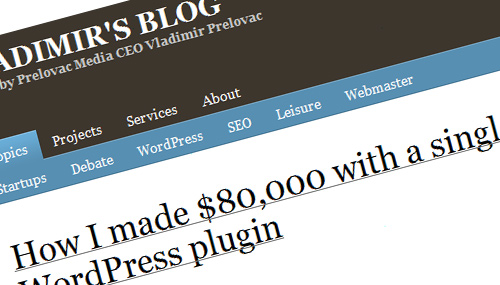 ADIMIR'S BLOG
by Prelovac Media CEO Vladimir Prelovac
opics Projects Services About
Startups Debate WordPress SEO Leisure Webmaster
How I made $80,000 with a singl
WordPress plugin